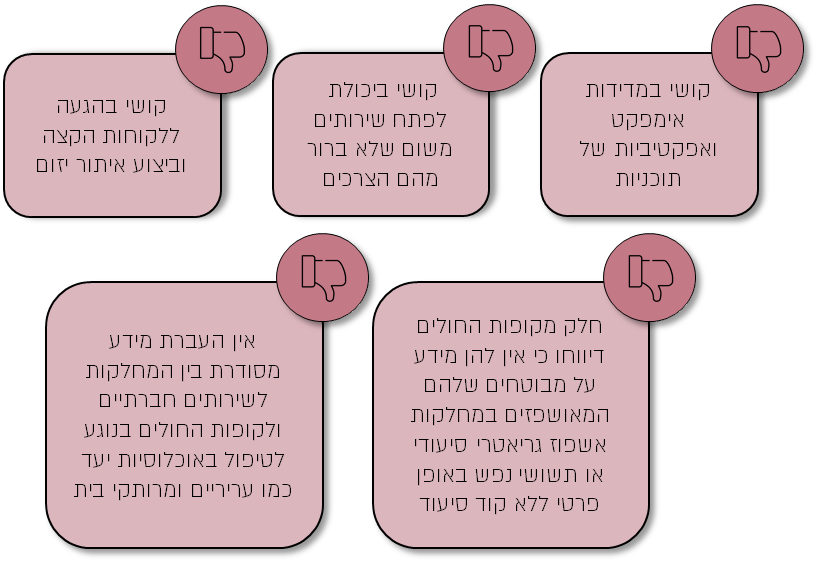 קושי במדידות
אימפקט
ואפקטיביות של
תוכניות
קושי ביכולת
לפתח שירותים
משום שלא ברור
מהם הצרכים
קושי בהגעה
ללקוחות הקצה
וביצוע איתור יזום
חלק מקופות החולים
דיווחו כי אין להן מידע
על מבוטחים שלהם
המאושפזים במחלקות
אשפוז גריאטרי סיעודי
או תשושי נפש באופן
פרטי ללא קוד סיעוד
אין העברת מידע
מסודרת בין המחלקות
לשירותים חברתיים
ולקופות החולים בנוגע
לטיפול באוכלוסיות יעד
כמו עריריים ומרותקי בית